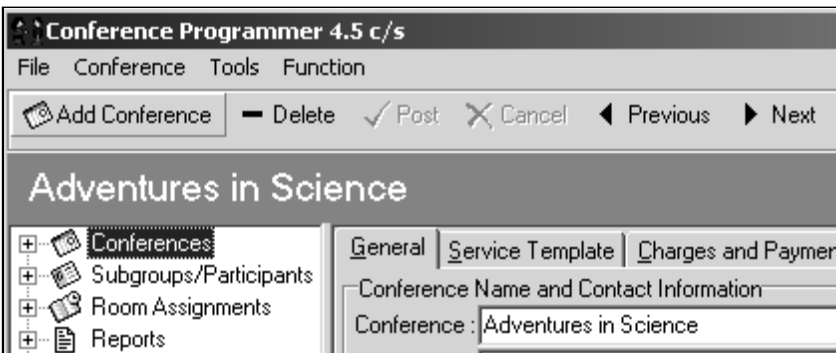 Conference Programmer 4.5 c/s
File Conference Tools Function
Add Conference Delete Post Cancel Previous Next
Adventures in Science
Conferences
Subgroups/Participants
Room Assignments
Reports
General Service Template Charges and Paymen
Conference Name and Contact Information
Conference : Adventures in Science